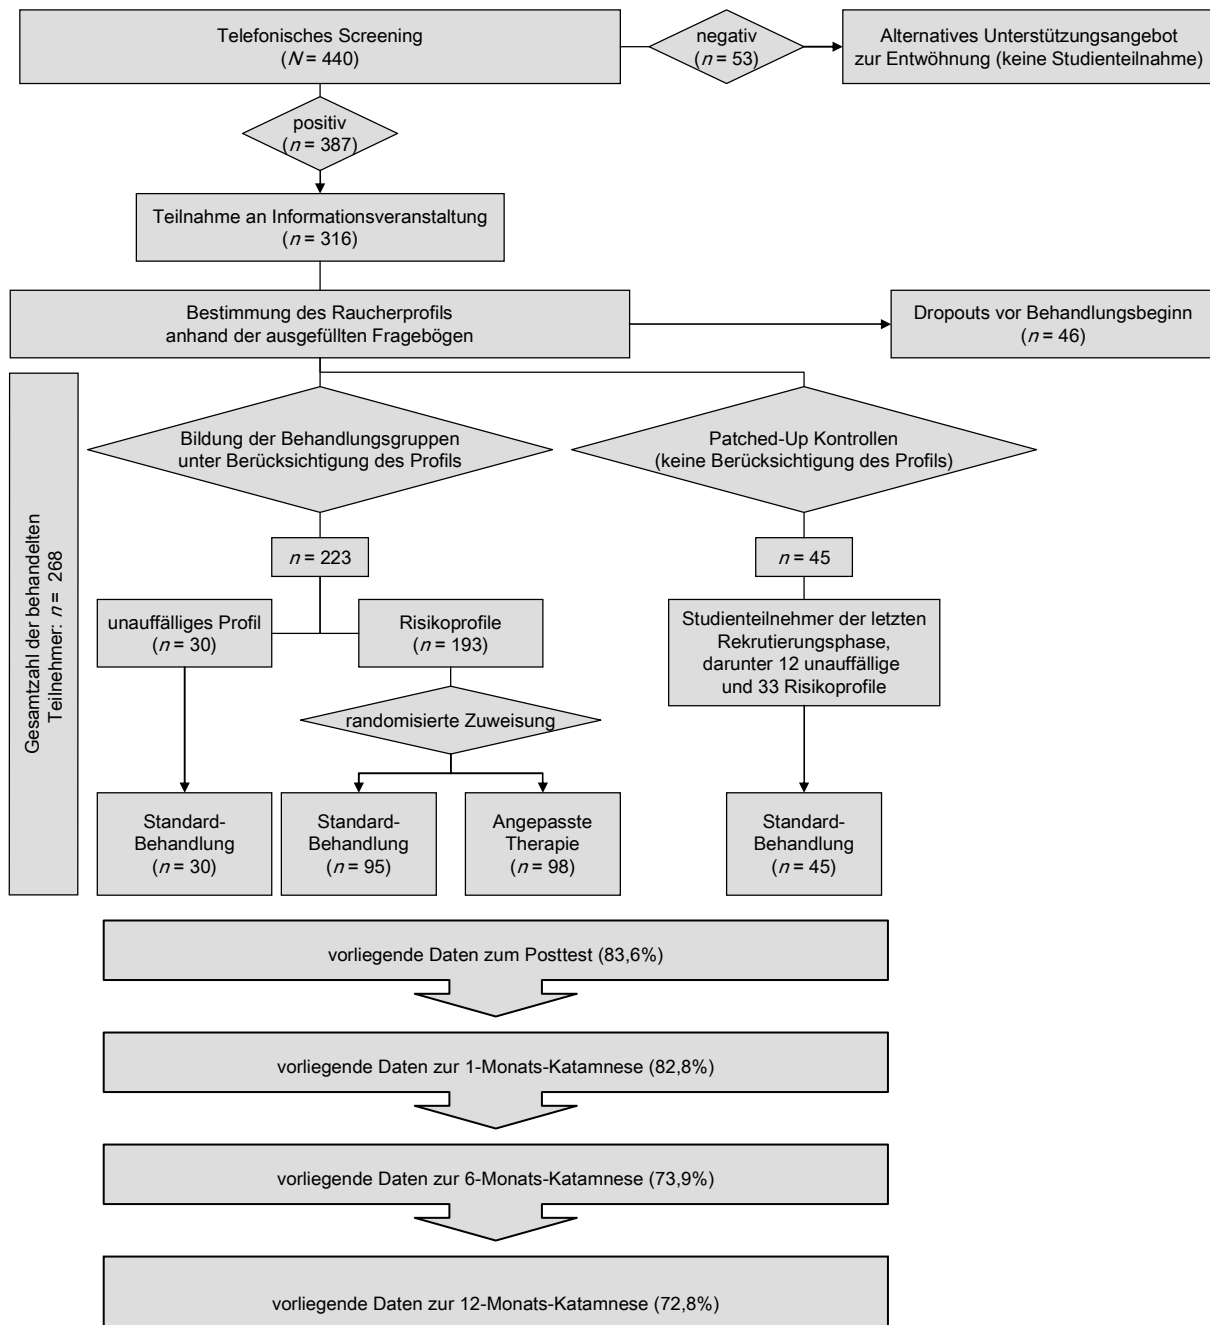 Telefonisches Screening
(N = 440)
negativ
(n = 53)
Alternatives Unterstützungsangebot
zur Entwöhnung (keine Studienteilnahme)
positiv
(n = 387)
Teilnahme an Informationsveranstaltung
(n = 316)
Bestimmung des Raucherprofils
anhand der ausgefüllten Fragebögen
Dropouts vor Behandlungsbeginn
(n = 46)
Gesamtzahl der behandelten
Teilnehmer: n = 268
Bildung der Behandlungsgruppen
unter Berücksichtigung des Profils
Patched-Up Kontrollen
(keine Berücksichtigung des Profils)
n = 223
n = 45
unauffälliges Profil
(n = 30)
Risikoprofile
(n = 193)
Studienteilnehmer der letzten
Rekrutierungsphase,
darunter 12 unauffällige
und 33 Risikoprofile
randomisierte Zuweisung
Standard-
Behandlung
(n = 30)
Standard-
Behandlung
(n = 95)
Angepasste
Therapie
(n = 98)
Standard-
Behandlung
(n = 45)
vorliegende Daten zum Posttest (83,6%)
vorliegende Daten zur 1-Monats-Katamnese (82,8%)
vorliegende Daten zur 6-Monats-Katamnese (73,9%)
vorliegende Daten zur 12-Monats-Katamnese (72,8%)